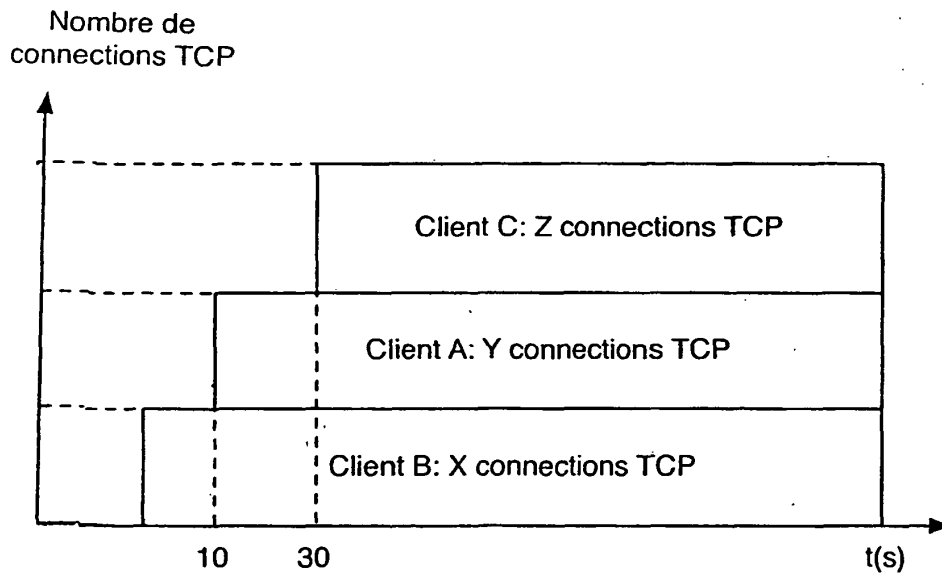 Nombre de
connections TCP
Client C: Z connections TCP
Client A: Y connections TCP
Client B: X connections TCP
10
30
t(s)